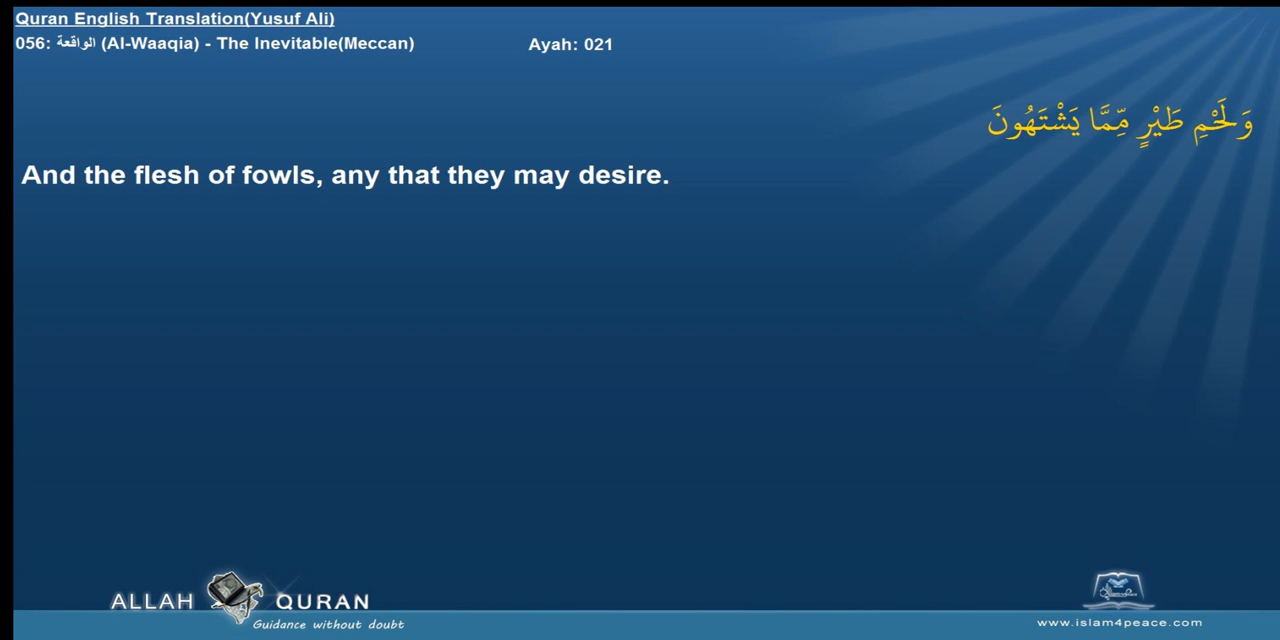 Quran English Translation(Yusuf Ali)
056: الواقعة (Al-Waaqia) - The Inevitable(Meccan)
Ayah: 021
وَلَحْمِ طَيْرٍ مِّمَّا يَشْتَهُونَ
And the flesh of fowls, any that they may desire.
ALLAH QURAN
Guidance without doubt
www.islam4peace.com